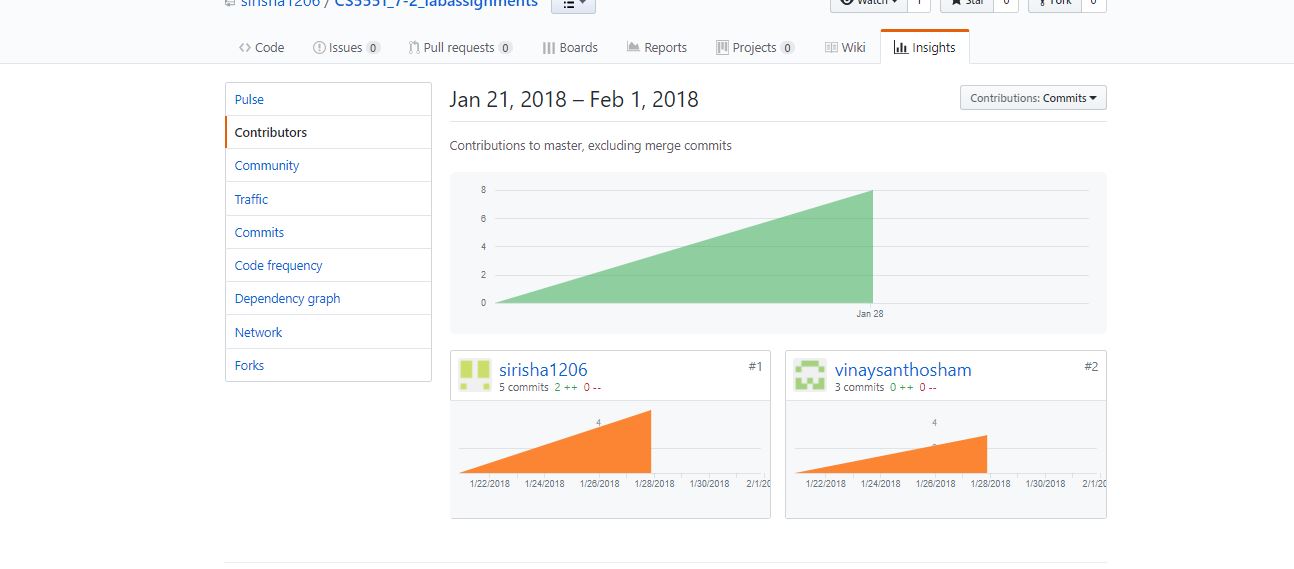 sirisha1206 / CS5551_7-2_labassignments
Watch 1 Star 0 Fork 0
Code Issues 0 Pull requests 0 Boards Reports Projects 0 Wiki Insights
Pulse
Contributors
Community
Traffic
Commits
Code frequency
Dependency graph
Network
Forks
Jan 21, 2018 – Feb 1, 2018
Contributions: Commits
Contributions to master, excluding merge commits
8
6
4
2
0
Jan 28
sirisha1206 #1
5 commits 2 ++ 0 --
4
1/22/2018 1/24/2018 1/26/2018 1/28/2018 1/30/2018 2/1/20
vinaysanthosham #2
3 commits 0 ++ 0 --
4
1/22/2018 1/24/2018 1/26/2018 1/28/2018 1/30/2018 2/1/20